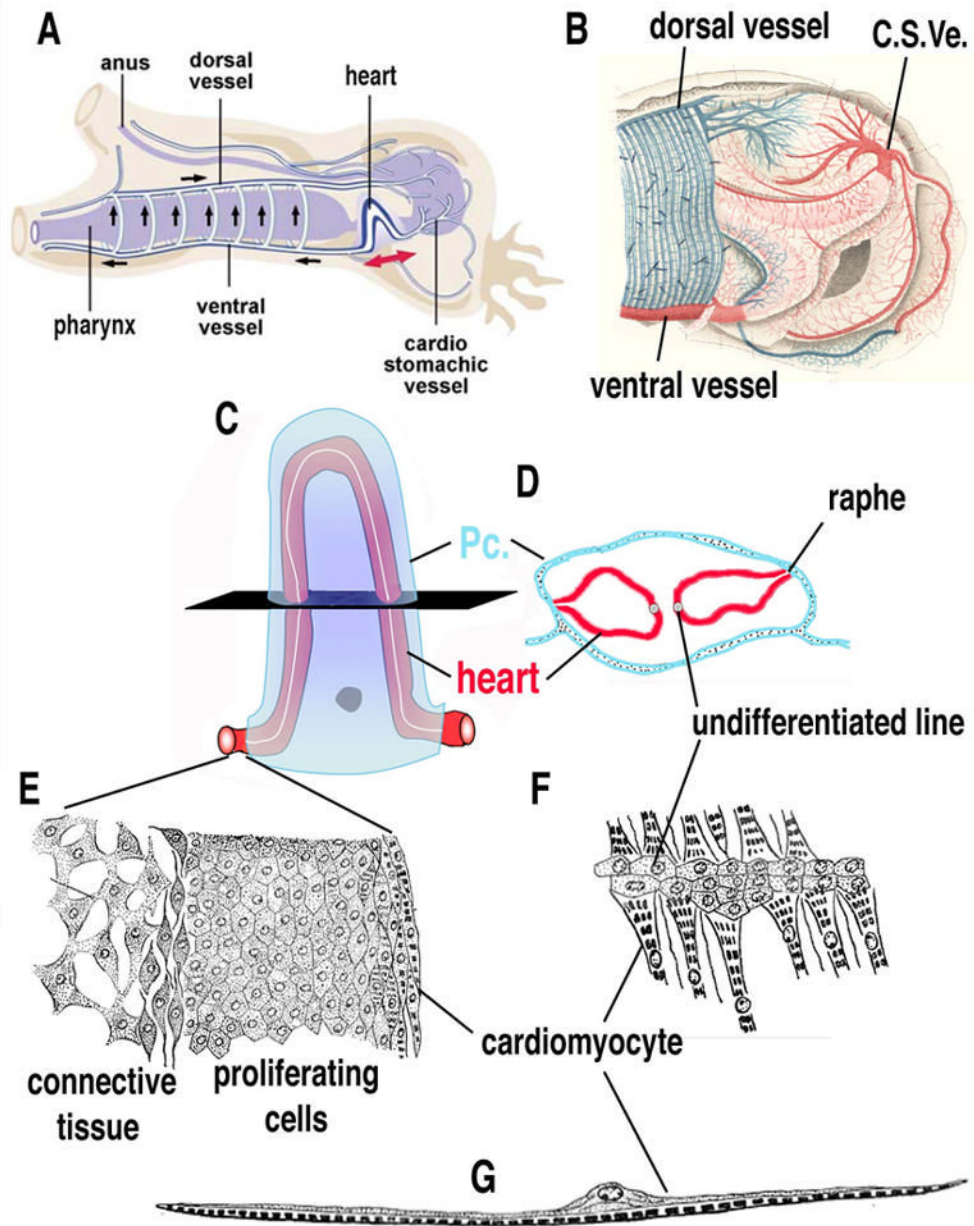 A
anus
dorsal
vessel
heart
pharynx
ventral
vessel
cardio
stomachic
vessel
B
dorsal vessel
C.S.Ve.
ventral vessel
C
Pc.
heart
D
raphe
undifferentiated line
E
connective
tissue
proliferating
cells
F
cardiomyocyte
G